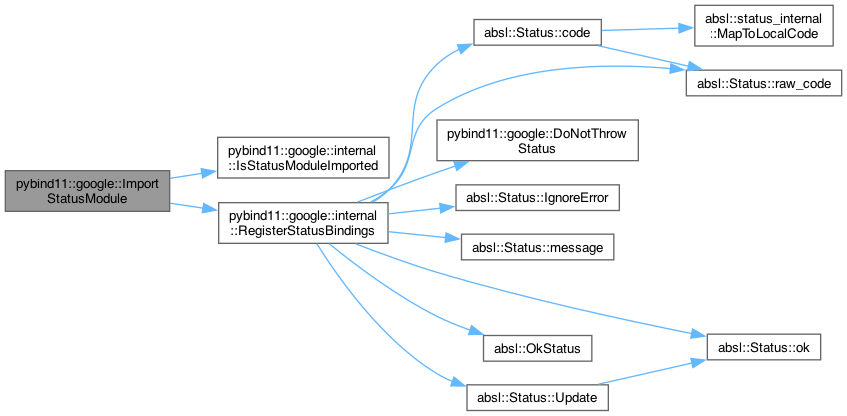 pybind11::google::Import
StatusModule
pybind11::google::internal
::IsStatusModuleImported
pybind11::google::internal
::RegisterStatusBindings
absl::Status::code
absl::status_internal
::MapToLocalCode
absl::Status::raw_code
pybind11::google::DoNotThrow
Status
absl::Status::IgnoreError
absl::Status::message
absl::OkStatus
absl::Status::ok
absl::Status::Update